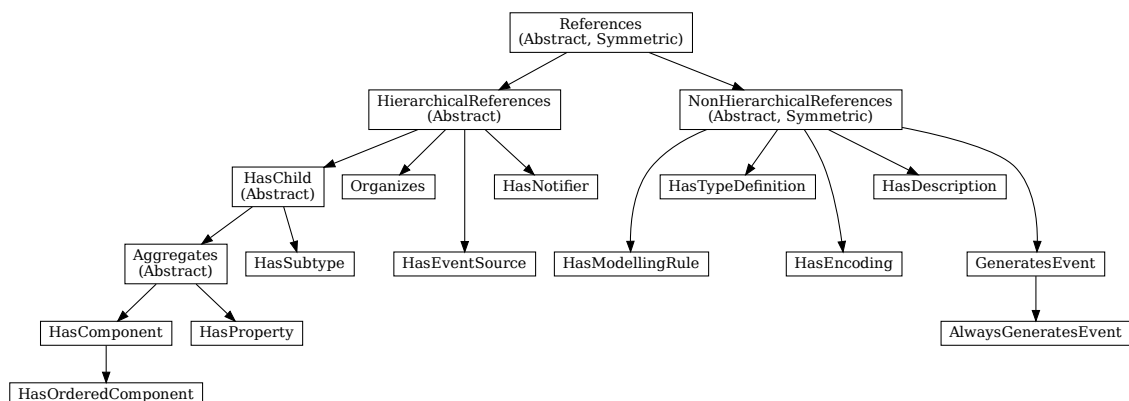 References
(Abstract, Symmetric)
HierarchicalReferences
(Abstract)
NonHierarchicalReferences
(Abstract, Symmetric)
HasChild
(Abstract)
Organizes
HasNotifier
HasTypeDefinition
HasDescription
Aggregates
(Abstract)
HasSubtype
HasEventSource
HasModellingRule
HasEncoding
GeneratesEvent
HasComponent
HasProperty
AlwaysGeneratesEvent
HasOrderedComponent